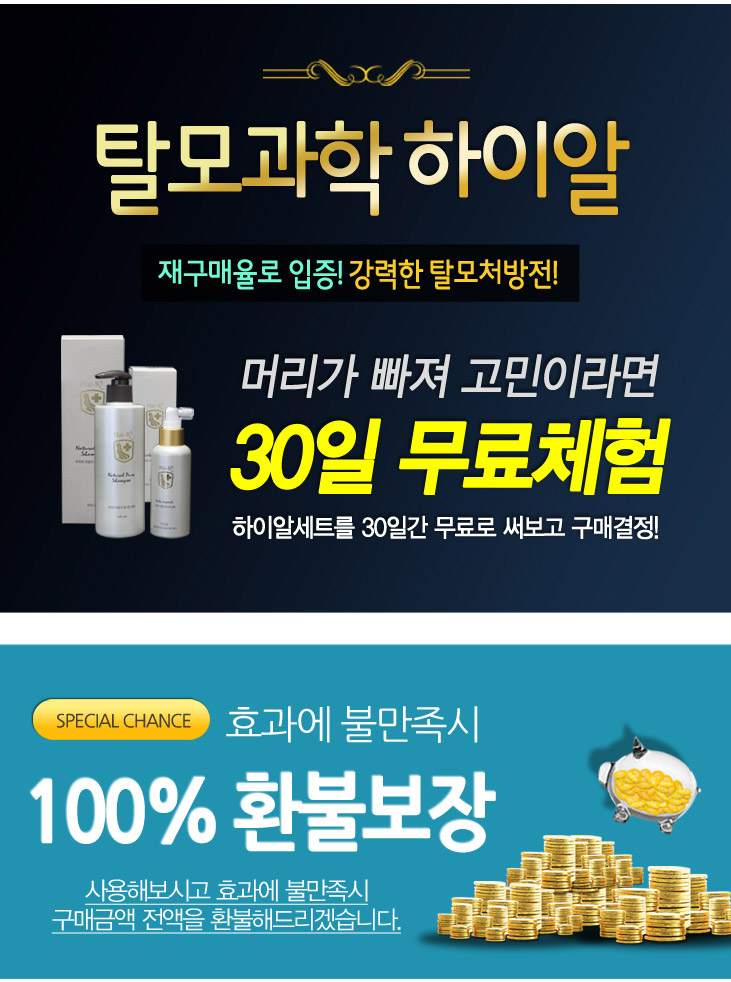 탈모과학 하이알
재구매율로 입증! 강력한 탈모처방전!
머리가 빠져 고민이라면
30일 무료체험
하이알세트를 30일간 무료로 써보고 구매결정!
Natural Pure
Shampoo
SPECIAL CHANCE
효과에 불만족시
100% 환불보장
사용해보시고 효과에 불만족시
구매금액 전액을 환불해드리겠습니다.